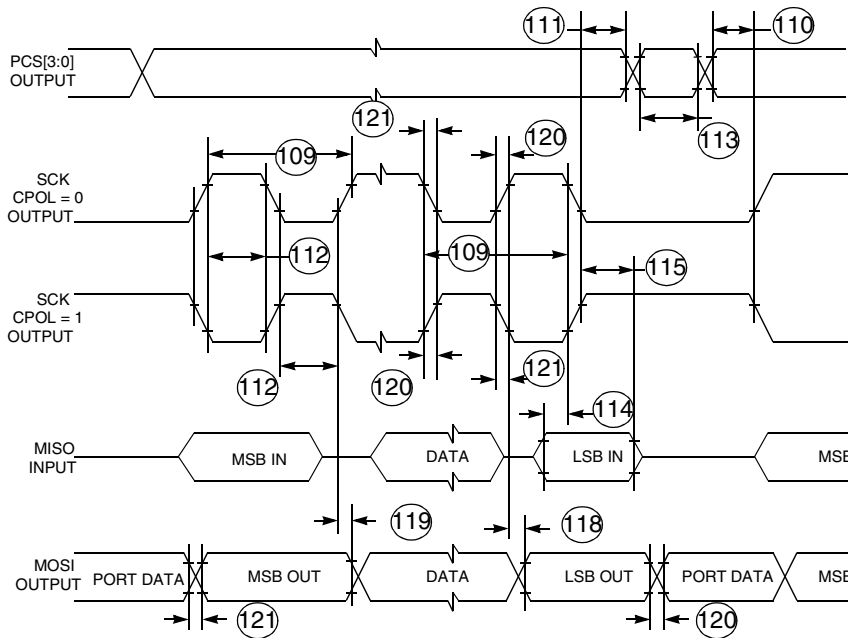 111
110
PCS[3:0]
OUTPUT
121
120
113
109
SCK
CPOL = 0
OUTPUT
112
109
115
SCK
CPOL = 1
OUTPUT
112
120
121
114
MISO
INPUT
MSB IN
DATA
LSB IN
MSB
119
118
MOSI
OUTPUT
PORT DATA
MSB OUT
DATA
LSB OUT
PORT DATA
MSB
121
120